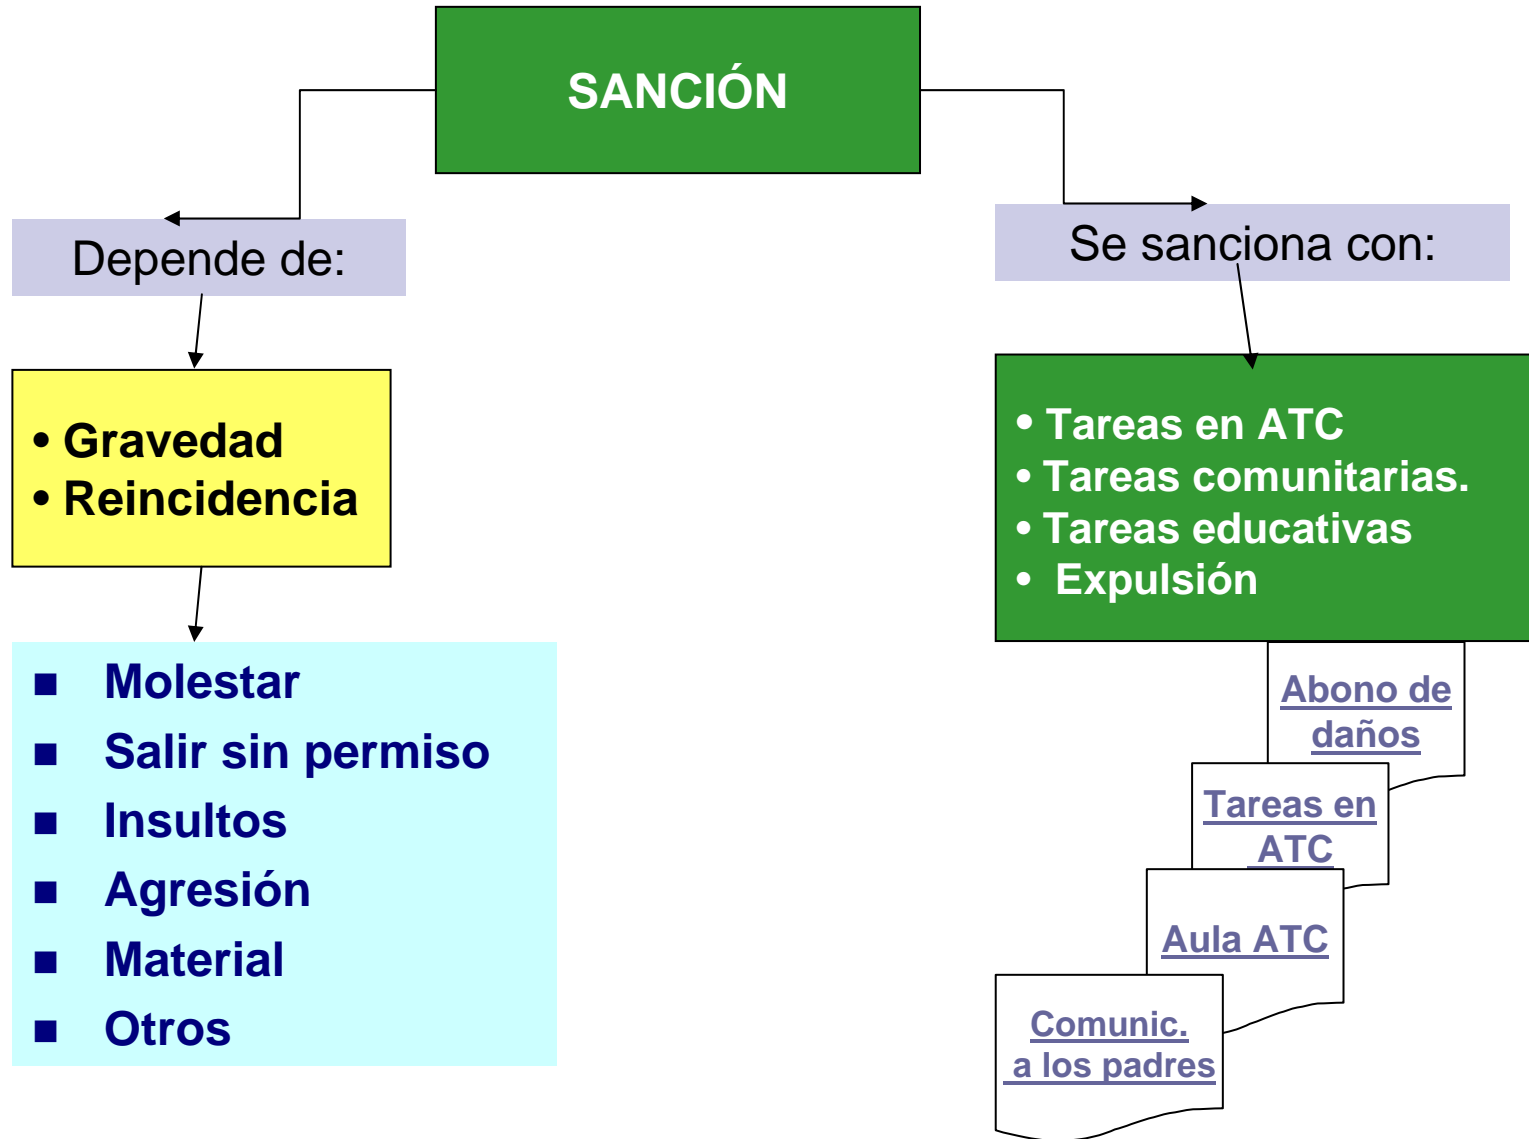 SANCIÓN
Depende de:
• Gravedad
• Reincidencia
■ Molestar
■ Salir sin permiso
■ Insultos
■ Agresión
■ Material
■ Otros
Se sanciona con:
• Tareas en ATC
• Tareas comunitarias.
• Tareas educativas
• Expulsión
Abono de
daños
Tareas en
ATC
Aula ATC
Comunic.
a los padres